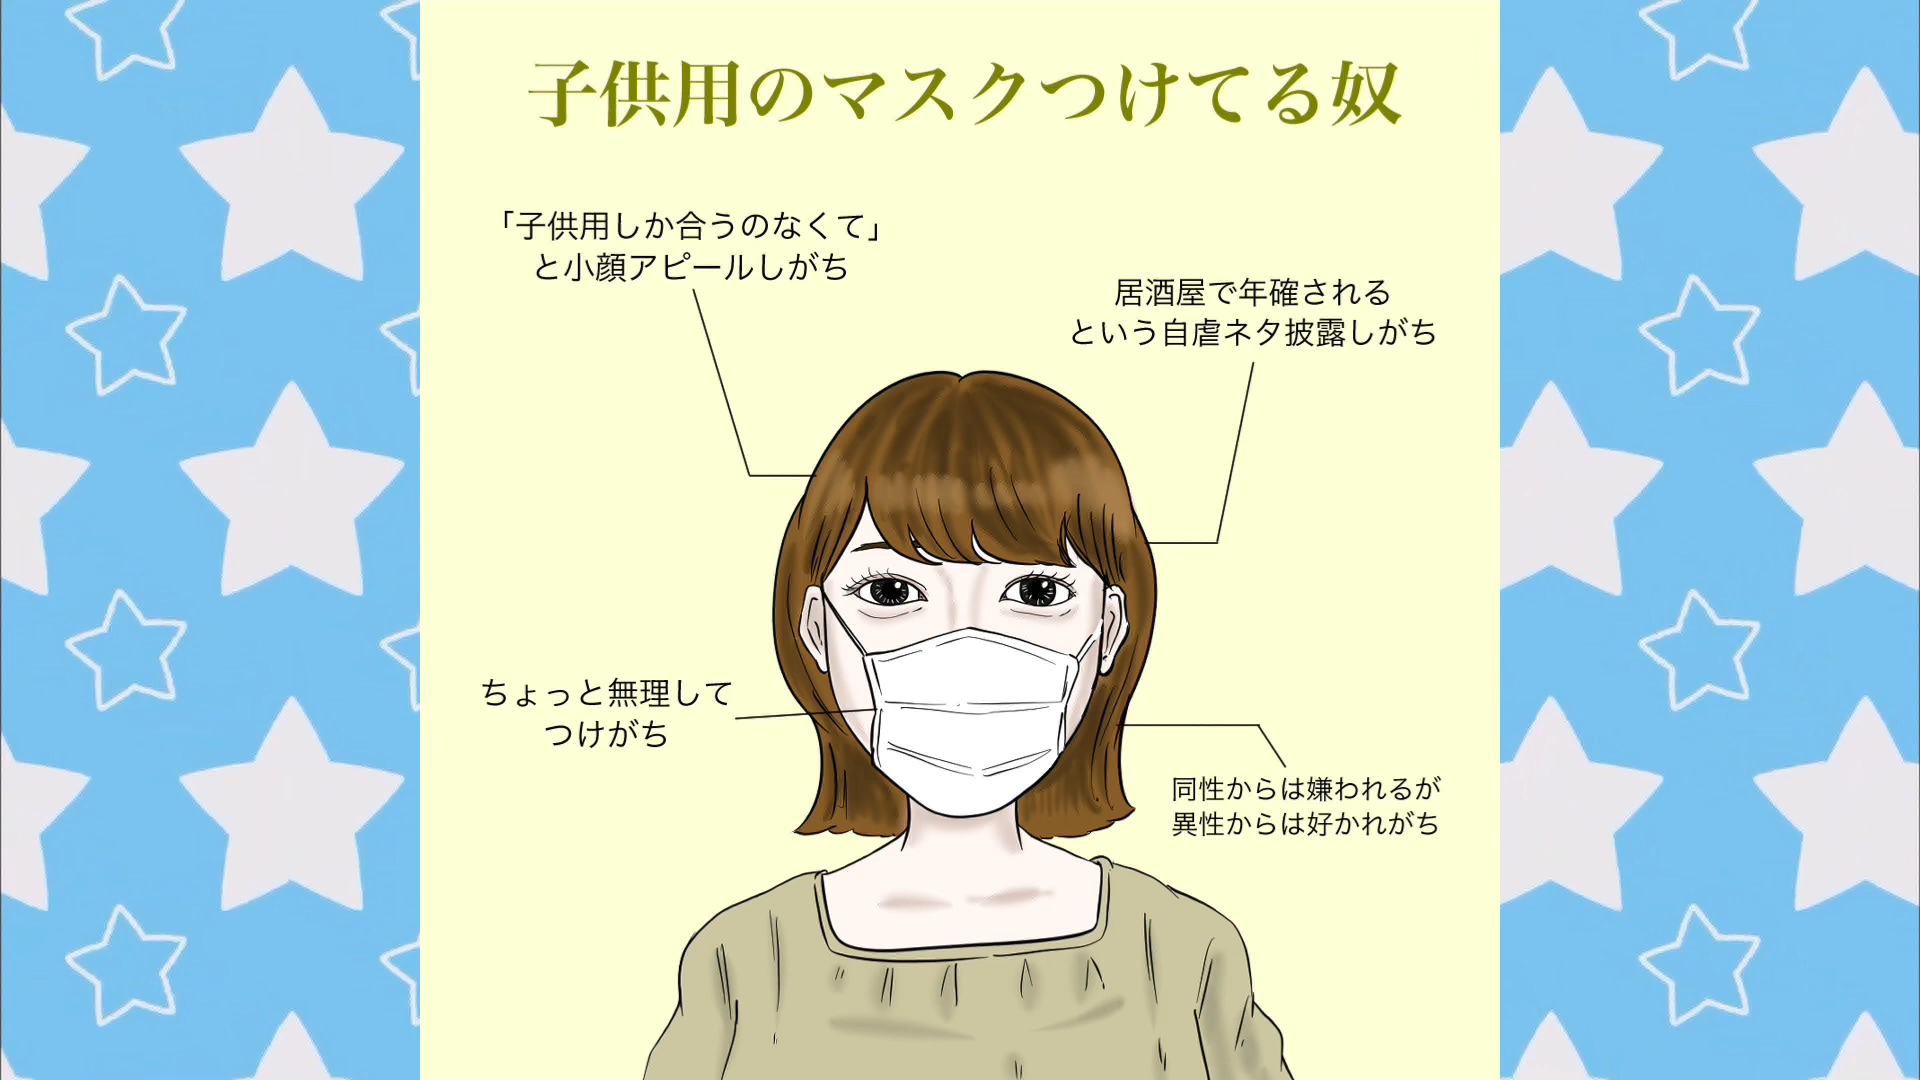 子供用のマスクつけてる奴
「子供用しか合うのなくて」
と小顔アピールしがち
居酒屋で年確される
という自虐ネタ披露しがち
ちょっと無理して
つけがち
同性からは嫌われるが
異性からは好かれがち